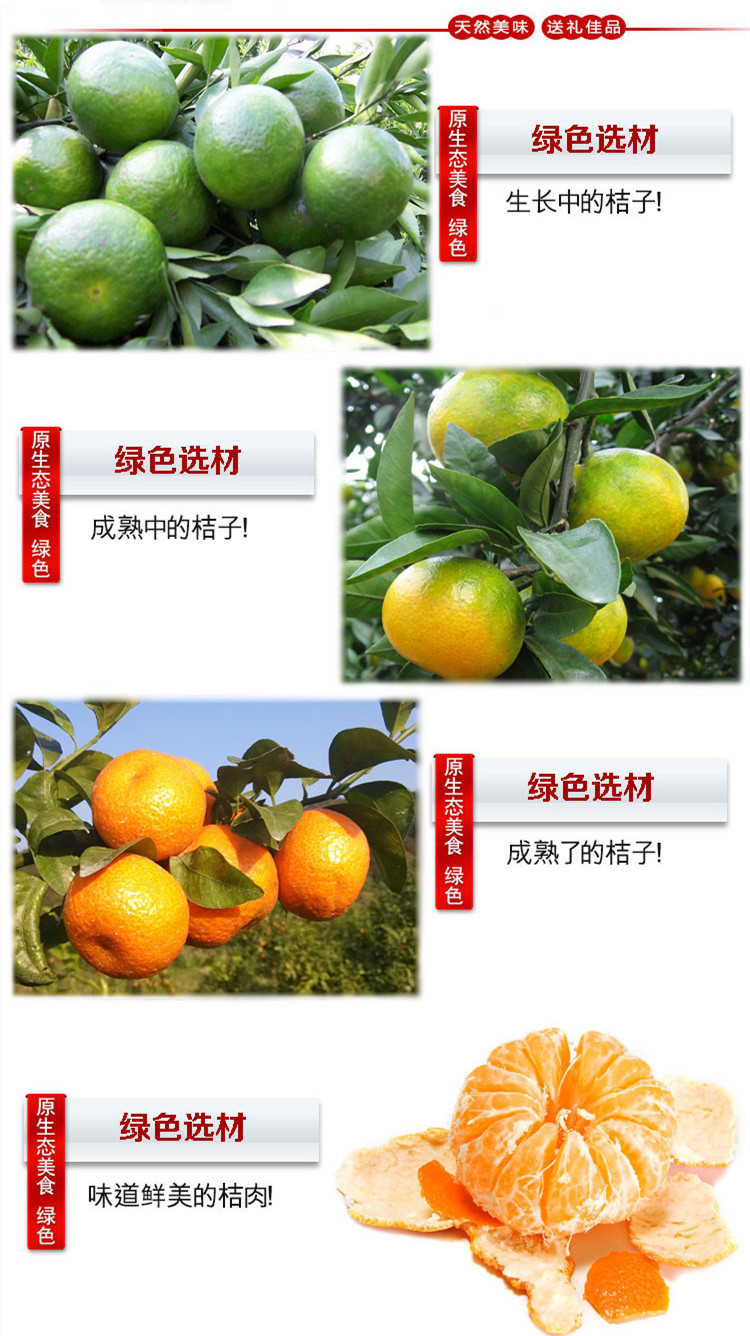 天然美味 送礼佳品
原生态美食 绿色
绿色选材
生长中的桔子!
原生态美食 绿色
绿色选材
成熟中的桔子!
原生态美食 绿色
绿色选材
成熟了的桔子!
原生态美食 绿色
绿色选材
味道鲜美的桔肉!